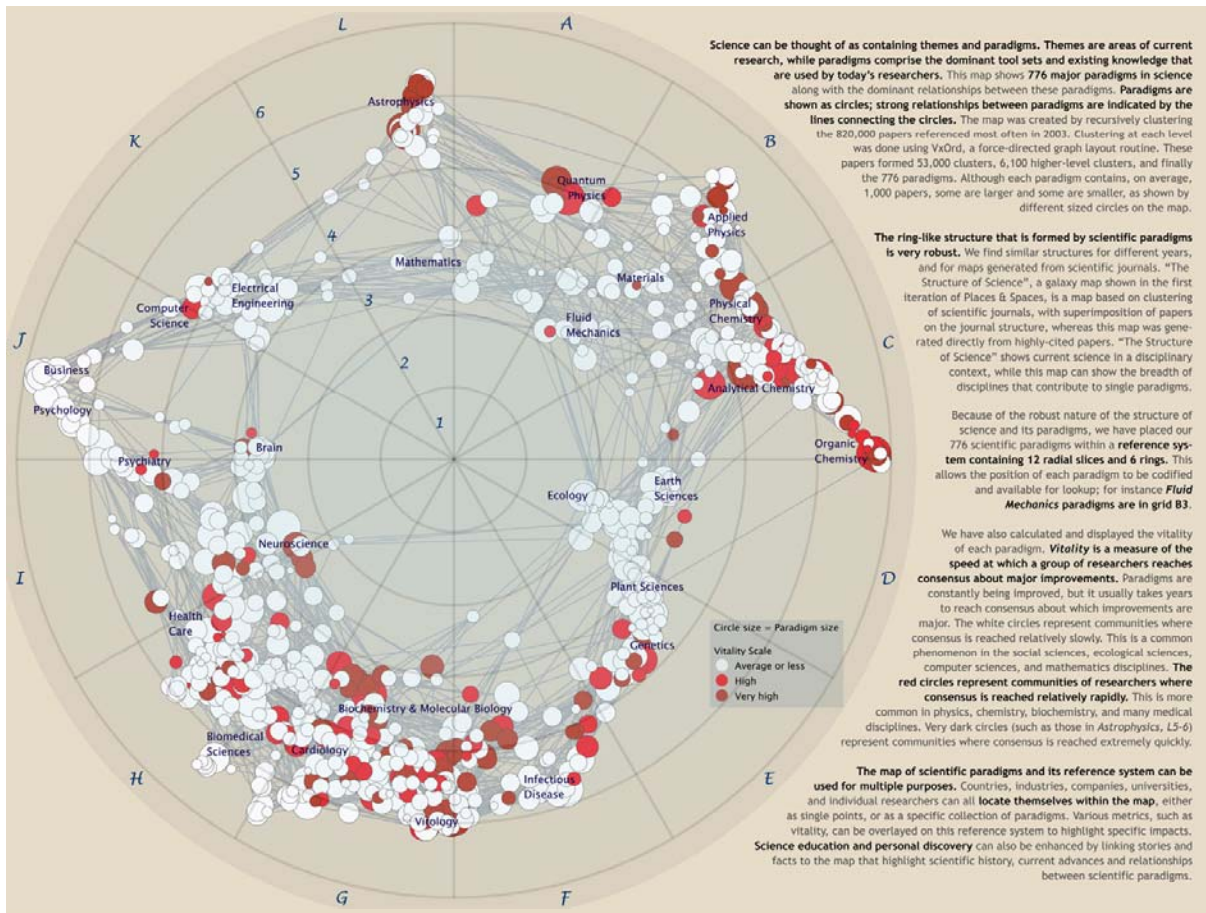 L
A
Science can be thought of as containing themes and paradigms. Themes are areas of current
research, while paradigms comprise the dominant tool sets and existing knowledge that
are used by today's researchers. This map shows 776 major paradigms in science
along with the dominant relationships between these paradigms. Paradigms are
shown as circles; strong relationships between paradigms are indicated by the
lines connecting the circles. The map was created by recursively clustering
the 820,000 papers referenced most often in 2003. Clustering at each level
was done using VxOrd, a force-directed graph layout routine. These
papers formed 53,000 clusters, 6,100 higher-level clusters, and finally
the 776 paradigms. Although each paradigm contains, on average,
1,000 papers, some are larger and some are smaller, as shown by
different sized circles on the map.
The ring-like structure that is formed by scientific paradigms
is very robust. We find similar structures for different years,
and for maps generated from scientific journals. "The
Structure of Science", a galaxy map shown in the first
iteration of Places & Spaces, is a map based on clustering
of scientific journals, with superimposition of papers
on the journal structure, whereas this map was gene-
rated directly from highly-cited papers. "The Structure
of Science" shows current science in a disciplinary
context, while this map can show the breadth of
disciplines that contribute to single paradigms.
Because of the robust nature of the structure of
science and its paradigms, we have placed our
776 scientific paradigms within a reference sys-
tem containing 12 radial slices and 6 rings. This
allows the position of each paradigm to be codified
and available for lookup; for instance Fluid
Mechanics paradigms are in grid B3.
We have also calculated and displayed the vitality
of each paradigm. Vitality is a measure of the
speed at which a group of researchers reaches
consensus about major improvements. Paradigms are
constantly being improved, but it usually takes years
to reach consensus about which improvements are
major. The white circles represent communities where
consensus is reached relatively slowly. This is a common
phenomenon in the social sciences, ecological sciences,
computer sciences, and mathematics disciplines. The
red circles represent communities of researchers where
consensus is reached relatively rapidly. This is more
common in physics, chemistry, biochemistry, and many medical
disciplines. Very dark circles (such as those in Astrophysics, L5-6)
represent communities where consensus is reached extremely quickly.
The map of scientific paradigms and its reference system can be
used for multiple purposes. Countries, industries, companies, universities,
and individual researchers can all locate themselves within the map, either
as single points, or as a specific collection of paradigms. Various metrics, such as
vitality, can be overlayed on this reference system to highlight specific impacts.
Science education and personal discovery can also be enhanced by linking stories and
facts to the map that highlight scientific history, current advances and relationships
between scientific paradigms.
Astrophysics
6
K
B
5
Quantum
Physics
Applied
Physics
4
Mathematics
Materials
Electrical
Engineering
3
Computer
Science
Physical
Chemistry
Fluid
Mechanics
J
C
2
Business
Analytical Chemistry
Psychology
1
Brain
Organic
Chemistry
Psychiatry
Earth
Sciences
Ecology
Neuroscience
I
D
Plant Sciences
Health
Care
Genetics
Circle size = Paradigm size
Vitality Scale
Average or less
High
Very high
Biochemistry & Molecular Biology
Biomedical
Sciences
Cardiology
H
E
Infectious
Disease
Virology
G
F